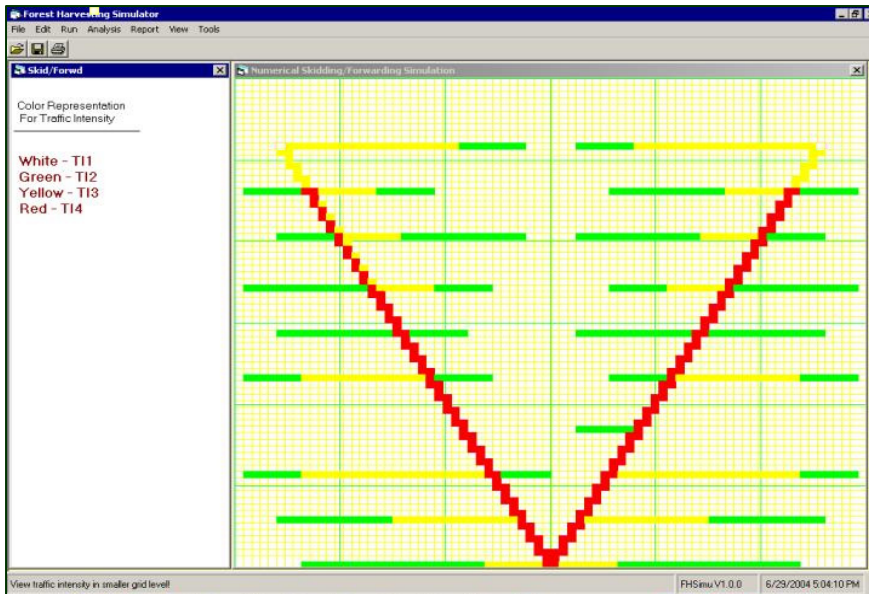 Forest Harvesting Simulator
File Edit Run Analysis Report View Tools
Skid/Forwd
Numerical Skidding/Forwarding Simulation
Color Representation
For Traffic Intensity
White - TI1
Green - TI2
Yellow - TI3
Red - TI4
View traffic intensity in smaller grid level!
FHSimu V1.0.0
6/29/2004 5:04:10 PM